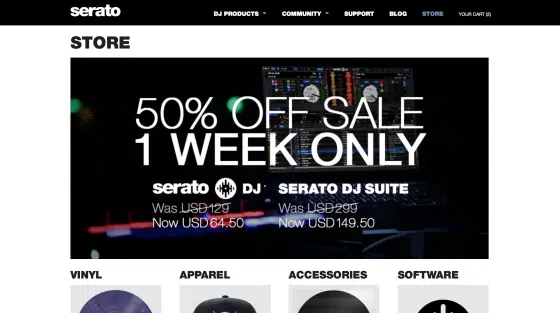 serato
DJ PRODUCTS COMMUNITY SUPPORT BLOG STORE YOUR CART (2)
STORE
50% OFF SALE
1 WEEK ONLY
serato DJ SERATO DJ SUITE
Was USD 129 Was USD 299
Now USD 64.50 Now USD 149.50
VINYL APPAREL ACCESSORIES SOFTWARE